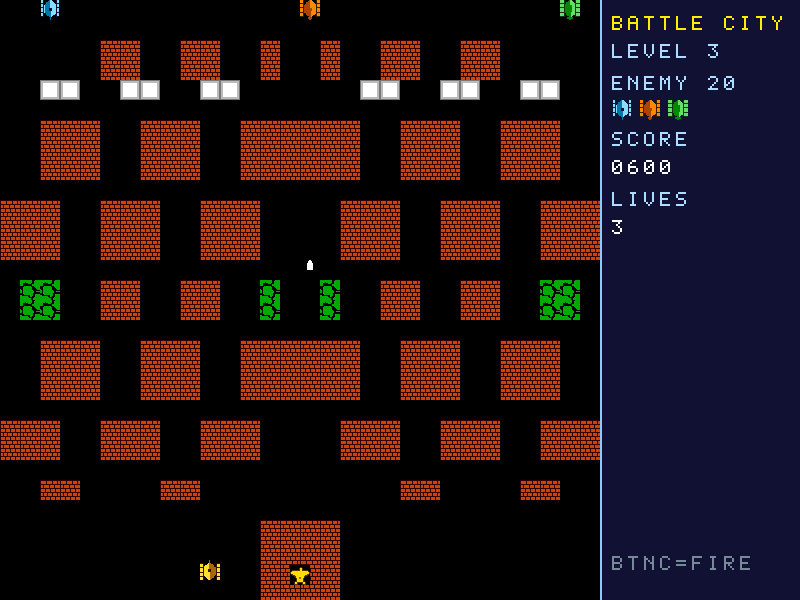 BATTLE CITY
LEVEL 3
ENEMY 20
SCORE
0600
LIVES
3
BTNC=FIRE